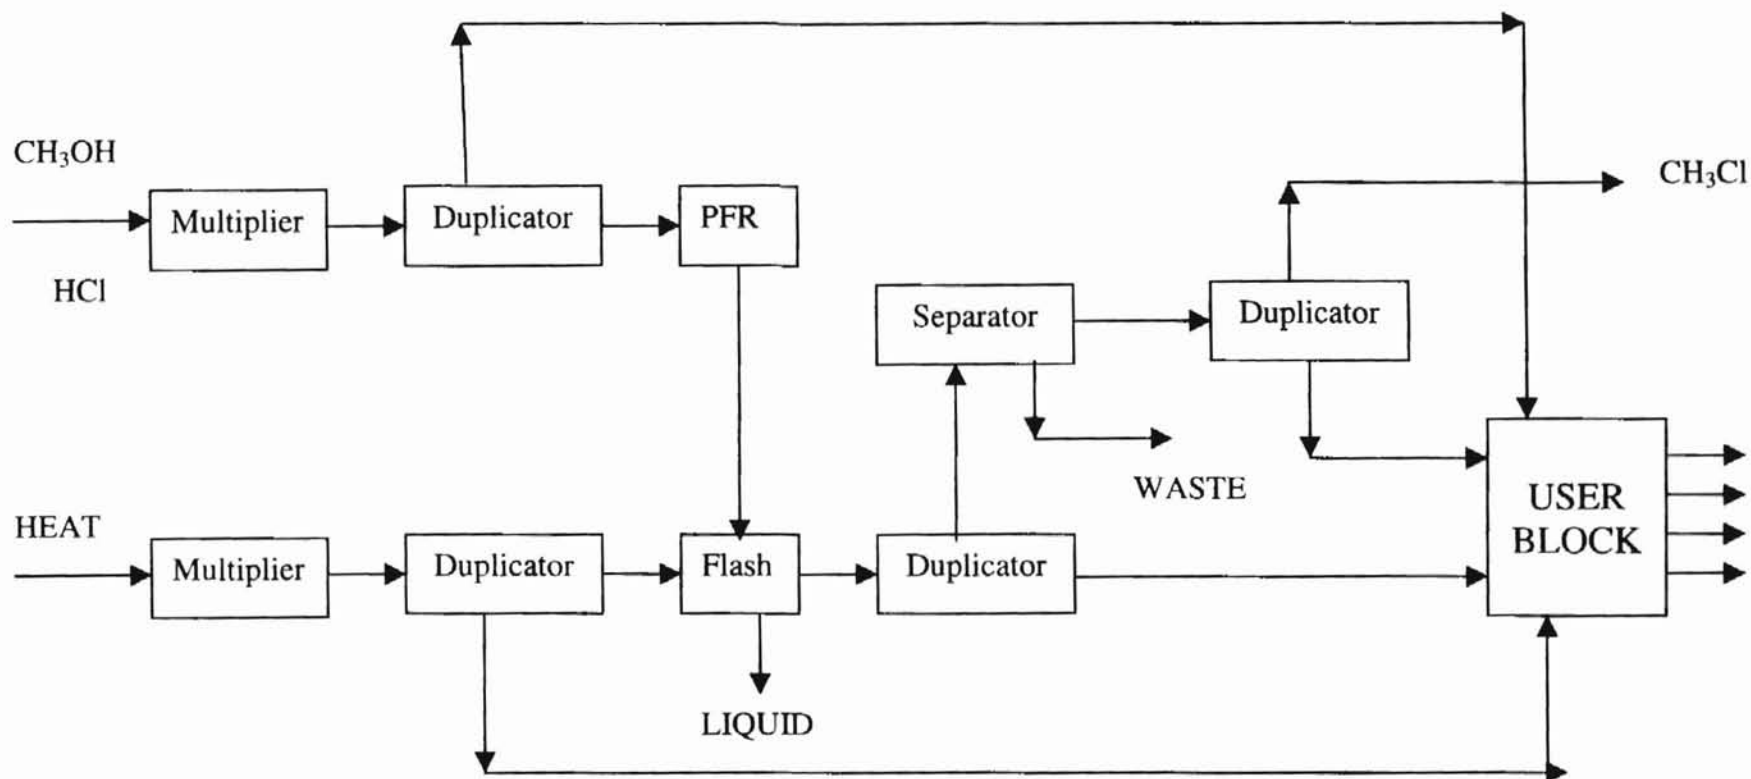 CH₃OH
HCl
Multiplier
Duplicator
PFR
CH₃Cl
Separator
Duplicator
WASTE
HEAT
Multiplier
Duplicator
Flash
Duplicator
LIQUID
USER
BLOCK